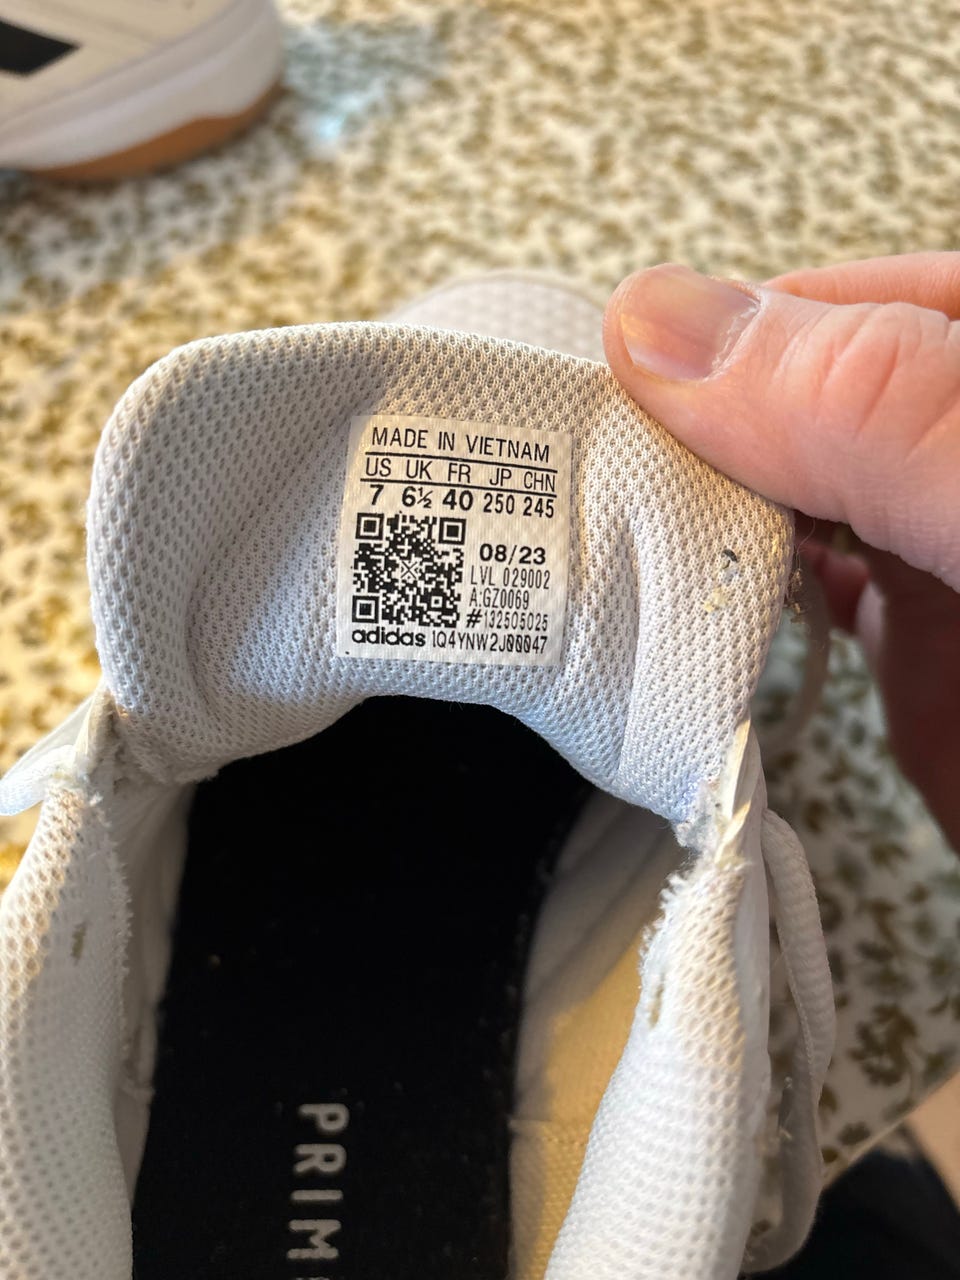 MADE IN VIETNAM
US UK FR JP CHN
7 6½ 40 250 245
08/23
LVL 029002
A:GZ0069
#132505025
adidas 1Q4YNW2J00047
PRIM